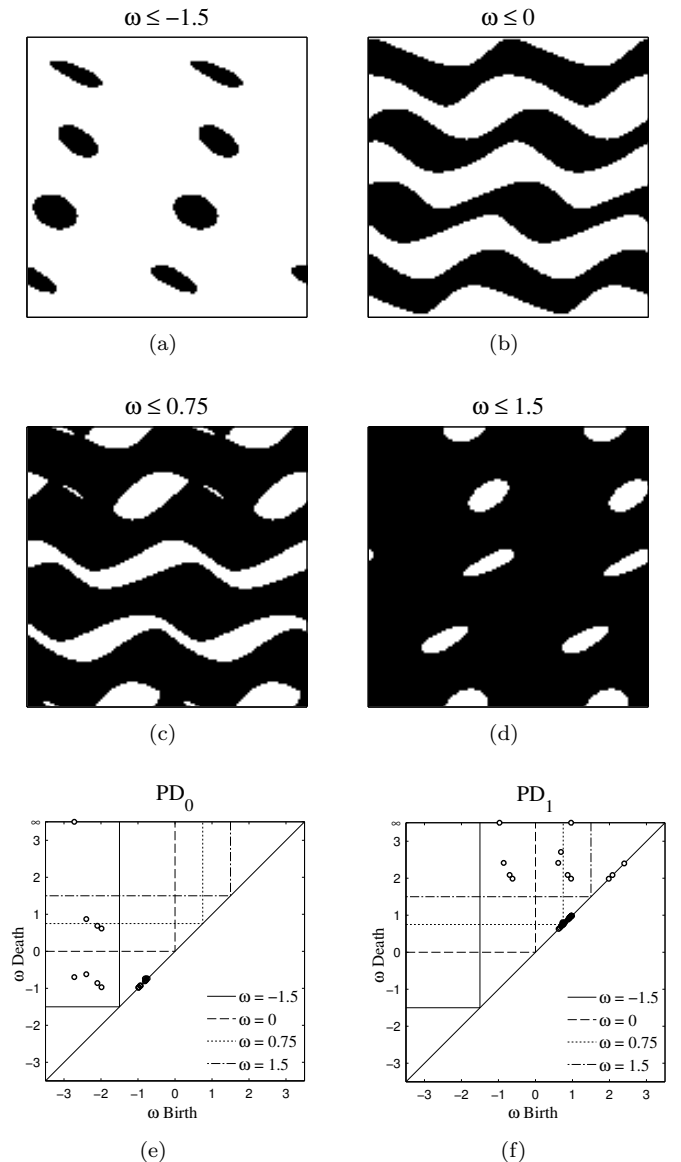 ω ≤ −1.5
ω ≤ 0
(a)
(b)
ω ≤ 0.75
ω ≤ 1.5
(c)
(d)
PD0
PD1
∞
3
2
1
0
−1
−2
−3
ω Death
−3 −2 −1 0 1 2 3
ω Birth
ω = −1.5
ω = 0
ω = 0.75
ω = 1.5
∞
3
2
1
0
−1
−2
−3
ω Death
−3 −2 −1 0 1 2 3
ω Birth
ω = −1.5
ω = 0
ω = 0.75
ω = 1.5
(e)
(f)